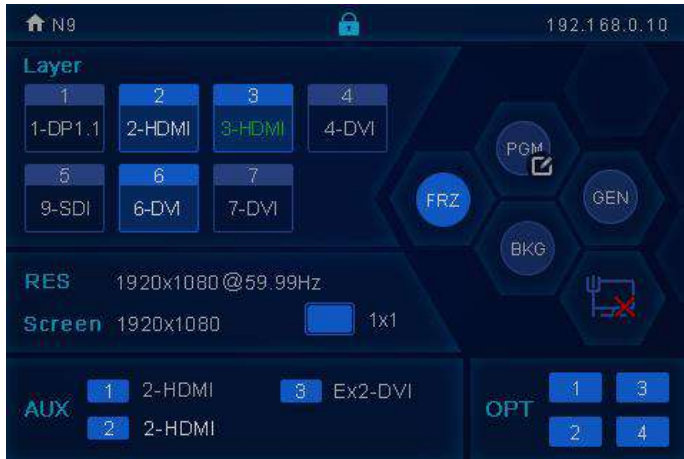 N9 192.168.0.10
Layer
1 2 3 4
1-DP1.1 2-HDMI 3-HDMI 4-DVI
5 6 7
9-SDI 6-DVI 7-DVI
PGM
FRZ
GEN
BKG
RES 1920x1080@59.99Hz
Screen 1920x1080 1x1
AUX
1 2-HDMI 3 Ex2-DVI
2 2-HDMI
OPT
1 3
2 4